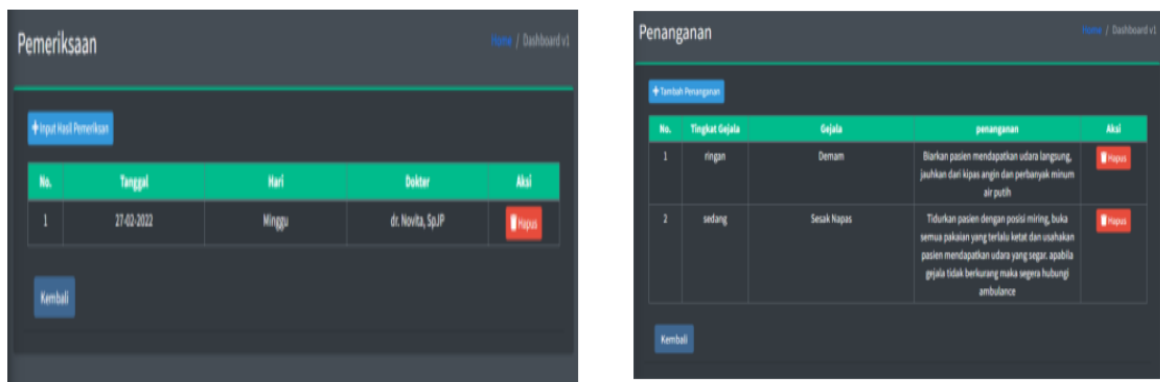 Pemeriksaan
Home / Dashboard v1
+Input Hasil Pemeriksan
No. Tanggal Hari Dokter Aksi
1 27-02-2022 Minggu dr. Novita, SpJP Hapus
Kembali
Penanganan
Home / Dashboard v1
+Tambah Penanganan
No. Tingkat Gejala Gejala penanganan Aksi
1 ringan Demam Biarkan pasien mendapatkan udara langsung, Hapus
jauhkan dari kipas angin dan perbanyak minum
air putih
2 sedang Sesak Napas Tidurkan pasien dengan posisi miring, buka Hapus
semua pakaian yang terlalu ketat dan usahakan
pasien mendapatkan udara yang segar. apabila
gejala tidak berkurang maka segera hubungi
ambulance
Kembali